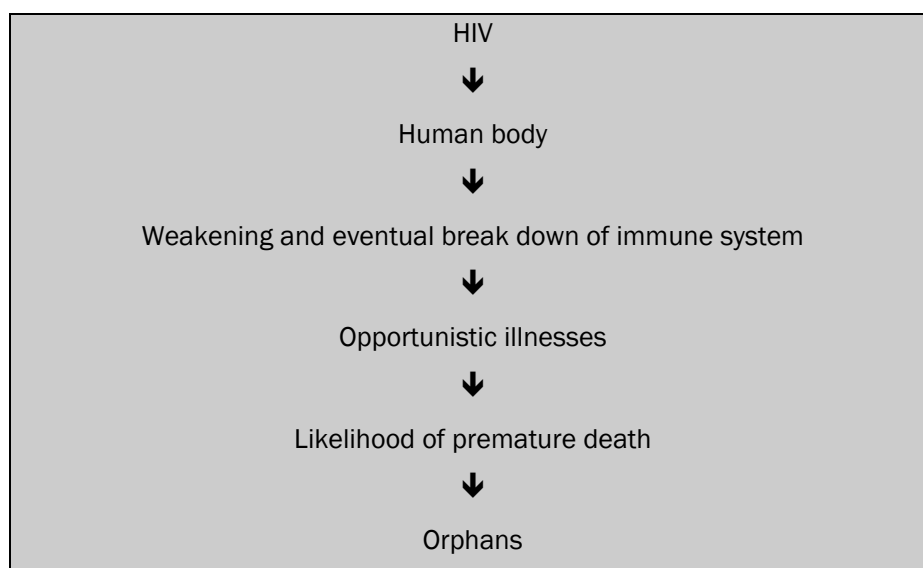 HIV
↓
Human body
↓
Weakening and eventual break down of immune system
↓
Opportunistic illnesses
↓
Likelihood of premature death
↓
Orphans